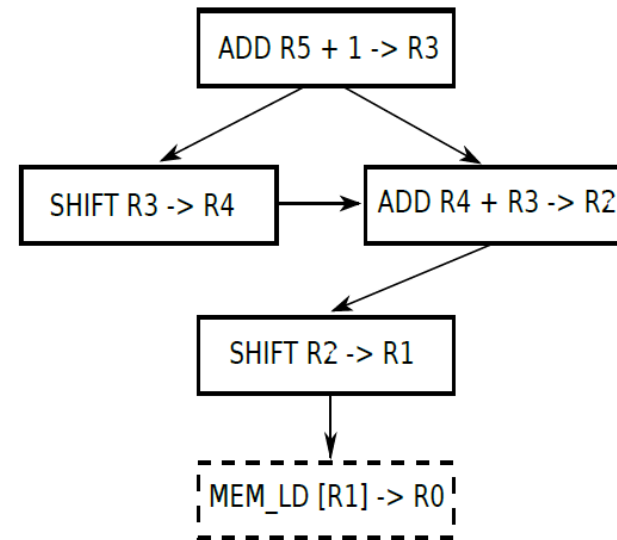 ADD R5 + 1 -> R3
SHIFT R3 -> R4
ADD R4 + R3 -> R2
SHIFT R2 -> R1
MEM_LD [R1] -> R0